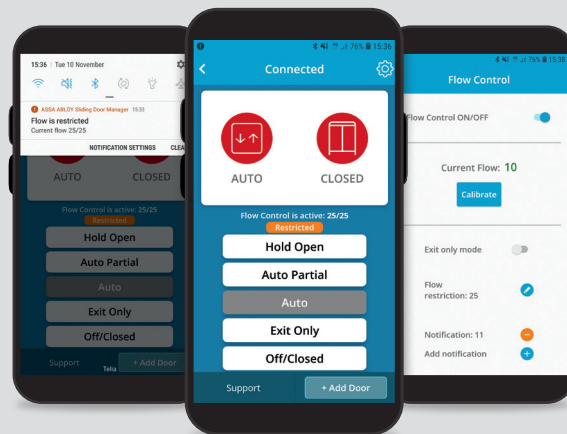 15:36 | Tue 10 November
ASSA ABLOY Sliding Door Manager 15:33
Flow is restricted
Current flow 25/25
NOTIFICATION SETTINGS CLEA
AUTO CLOSED
Flow Control is active: 25/25
Restricted
Hold Open
Auto Partial
Auto
Exit Only
Off/Closed
Support + Add Door
Telia
76% 15:36
Connected
AUTO CLOSED
Flow Control is active: 25/25
Restricted
Hold Open
Auto Partial
Auto
Exit Only
Off/Closed
Support + Add Door
76% 15:38
Flow Control
Flow Control ON/OFF
Current Flow: 10
Calibrate
Exit only mode
Flow
restriction: 25
Notification: 11
Add notification